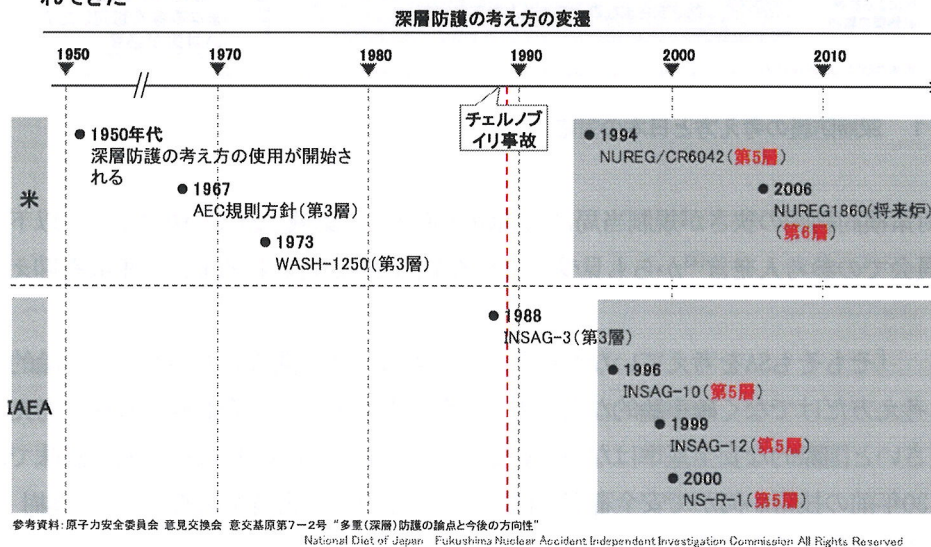 れてきた
深層防護の考え方の変遷
1950
1970
1980
1990
2000
2010
チェルノブ
イリ事故
米
1950年代
深層防護の考え方の使用が開始さ
れる
1967
AEC規則方針(第3層)
1973
WASH-1250(第3層)
1994
NUREG/CR6042(第5層)
2006
NUREG1860(将来炉)
(第6層)
IAEA
1988
INSAG-3(第3層)
1996
INSAG-10(第5層)
1999
INSAG-12(第5層)
2000
NS-R-1(第5層)
参考資料:原子力安全委員会 意見交換会 意交基原第7ー2号 “多重(深層)防護の論点と今後の方向性”
National Diet of Japan Fukushima Nuclear Accident Independent Investigation Commission All Rights Reserved